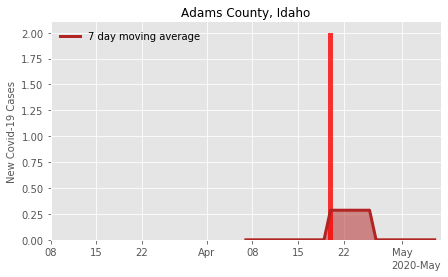 Adams County, Idaho
7 day moving average
New Covid-19 Cases
2.00
1.75
1.50
1.25
1.00
0.75
0.50
0.25
0.00
08 15 22 Apr 08 15 22 May
2020-May